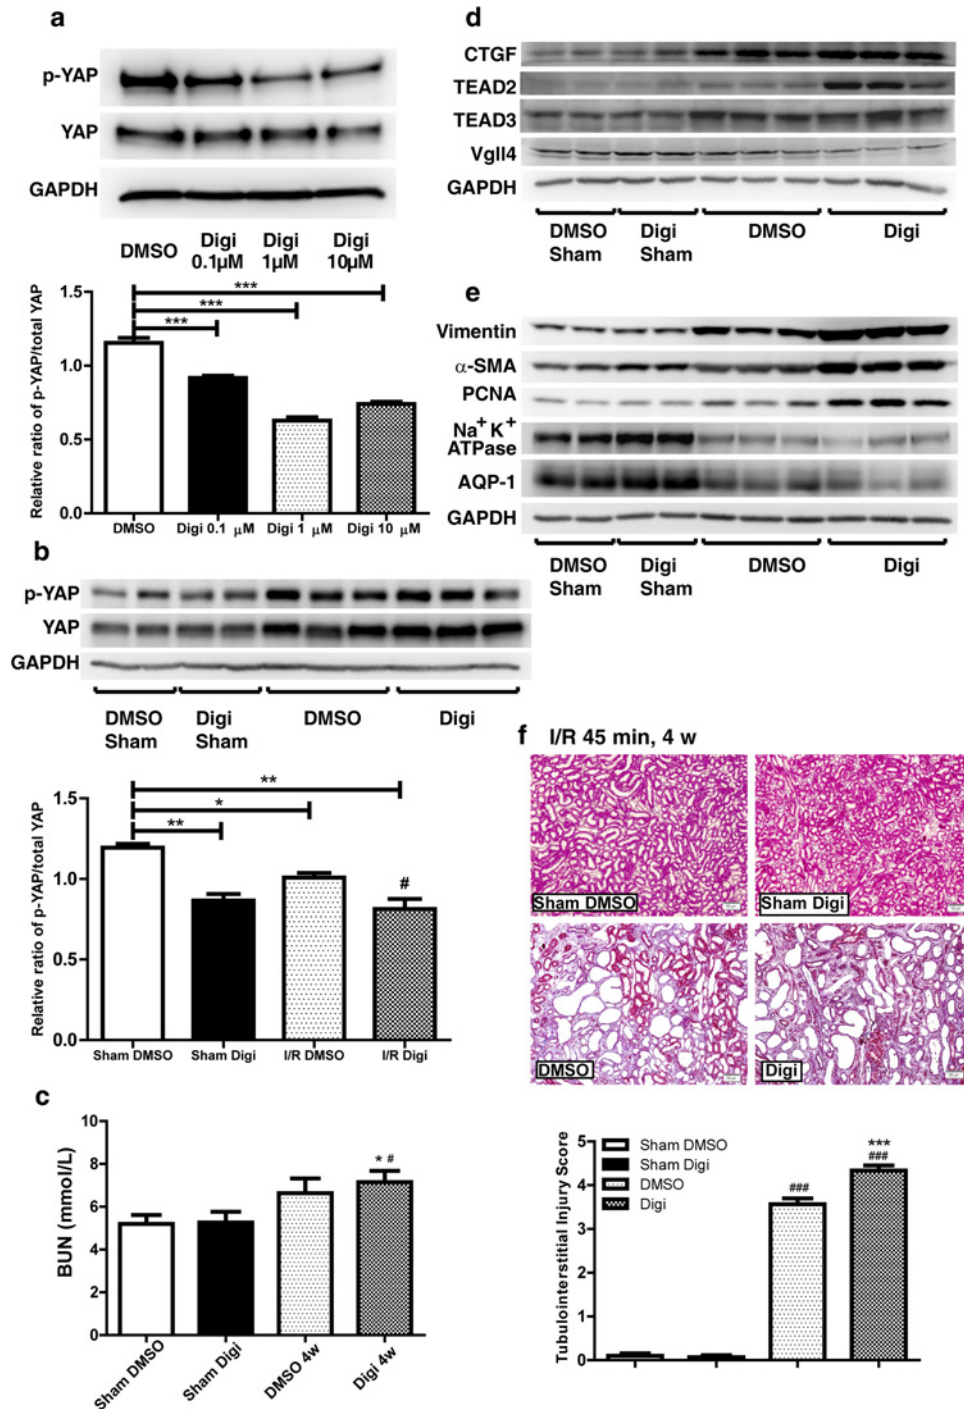 a
p-YAP
YAP
GAPDH
DMSO Digi 0.1µM Digi 1µM Digi 10µM
Relative ratio of p-YAP/total YAP
1.5
1.0
0.5
0.0
***
***
***
DMSO Digi 0.1 µM Digi 1 µM Digi 10 µM
b
p-YAP
YAP
GAPDH
DMSO Sham Digi Sham DMSO Digi
Relative ratio of p-YAP/total YAP
1.5
1.0
0.5
0.0
**
*
**
#
Sham DMSO Sham Digi I/R DMSO I/R Digi
c
BUN (mmol/L)
10
8
6
4
2
0
* #
Sham DMSO Sham Digi DMSO 4w Digi 4w
d
CTGF
TEAD2
TEAD3
Vgll4
GAPDH
DMSO Sham Digi Sham DMSO Digi
e
Vimentin
α-SMA
PCNA
Na+ K+
ATPase
AQP-1
GAPDH
DMSO Sham Digi Sham DMSO Digi
f I/R 45 min, 4 w
Sham DMSO
Sham Digi
DMSO
Digi
Tubulointerstitial Injury Score
5
4
3
2
1
0
Sham DMSO
Sham Digi
DMSO
Digi
###
***
###